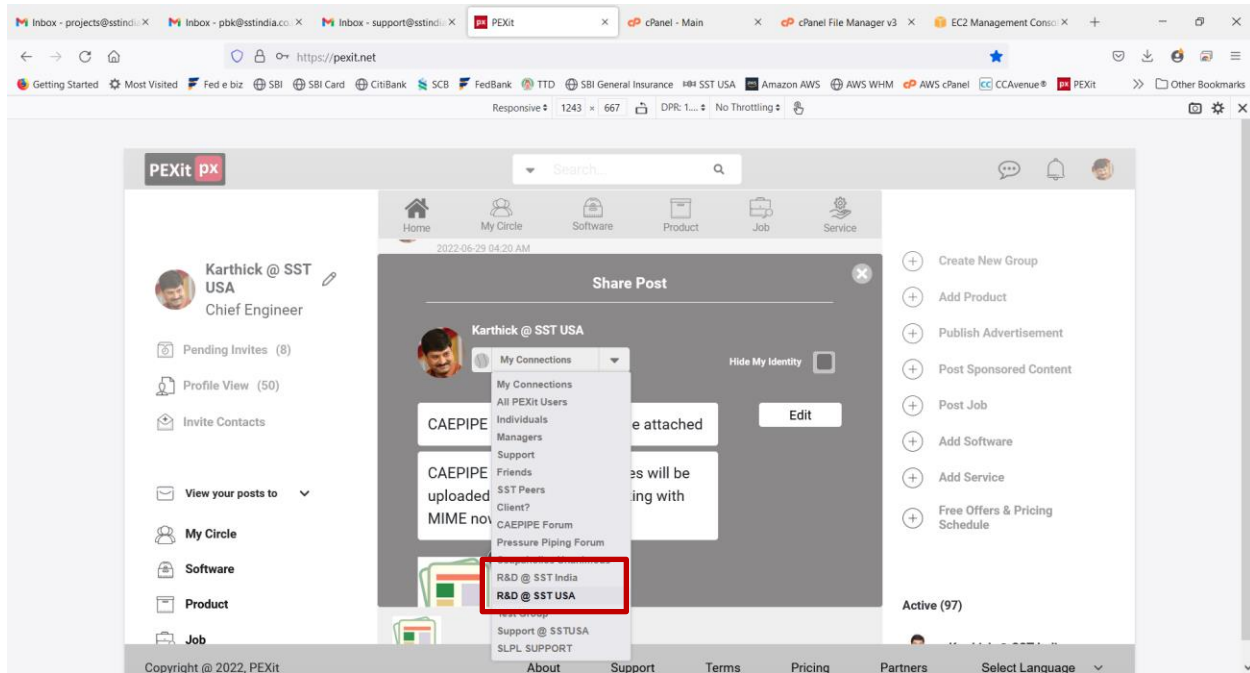 Inbox - projects@sstindi
Inbox - pbk@sstindia.co.
Inbox - support@sstindi
px PEXit
cPanel - Main
cPanel File Manager v3
EC2 Management Conso
https://pexit.net
Getting Started
Most Visited
Fed e biz
SBI
SBI Card
CitiBank
SCB
FedBank
TTD
SBI General Insurance
SST USA
Amazon AWS
AWS WHM
AWS cPanel
CCAvenue®
PEXit
Other Bookmarks
Responsive
1243 × 667
DPR: 1....
No Throttling
PEXit px
Search...
Home
My Circle
Software
Product
Job
Service
2022-06-29 04:20 AM
Karthick @ SST
USA
Chief Engineer
Pending Invites (8)
Profile View (50)
Invite Contacts
View your posts to
My Circle
Software
Product
Job
Share Post
Karthick @ SST USA
My Connections
Hide My Identity
My Connections
All PEXit Users
Individuals
Managers
Support
Friends
SST Peers
Client?
CAEPIPE Forum
Pressure Piping Forum
R&D @ SST India
R&D @ SST USA
Test Group
Support @ SSTUSA
SLPL SUPPORT
CAEPIPE
e attached
Edit
CAEPIPE
es will be
uploaded
ing with
MIME now
Create New Group
Add Product
Publish Advertisement
Post Sponsored Content
Post Job
Add Software
Add Service
Free Offers & Pricing
Schedule
Active (97)
Copyright @ 2022, PEXit
About
Support
Terms
Pricing
Partners
Select Language